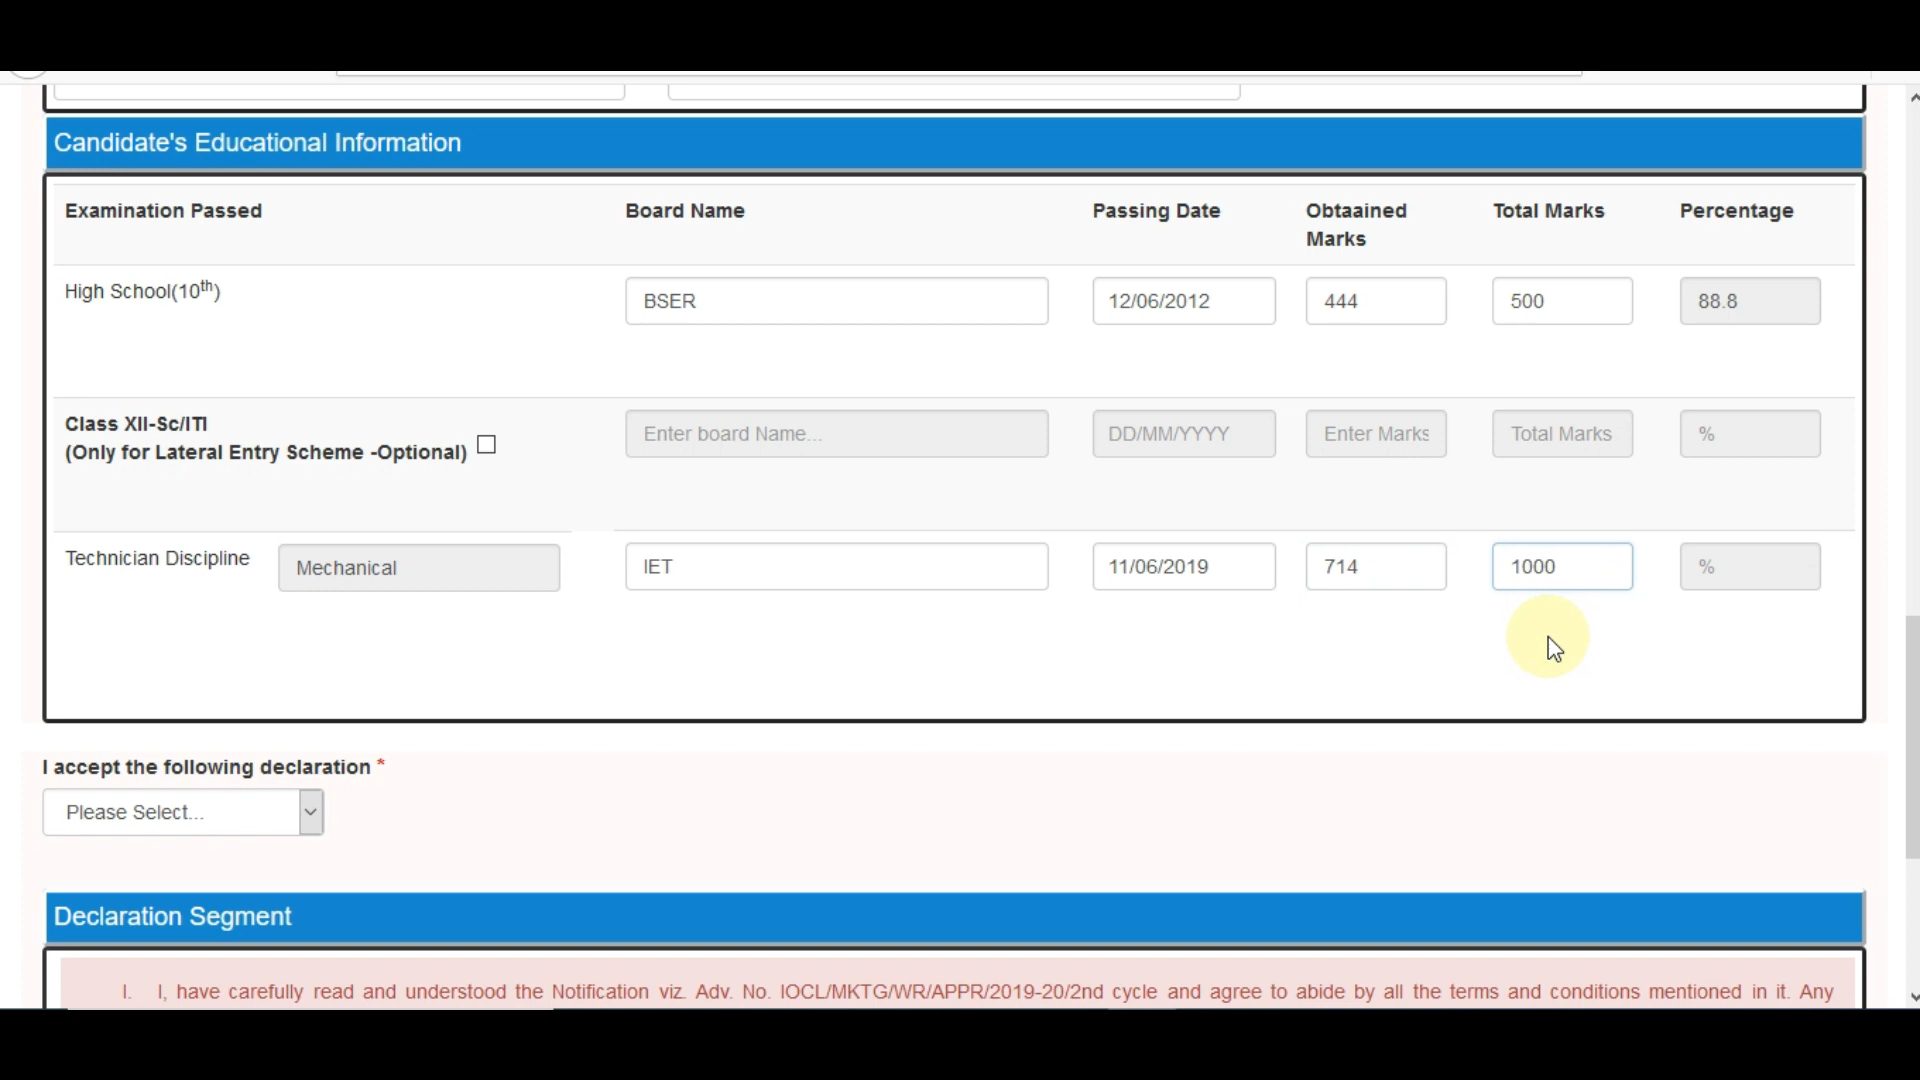 Candidate's Educational Information
Examination Passed Board Name Passing Date Obtaained Marks Total Marks Percentage
High School(10th) BSER 12/06/2012 444 500 88.8
Class XII-Sc/ITI
(Only for Lateral Entry Scheme -Optional) Enter board Name... DD/MM/YYYY Enter Marks Total Marks %
Technician Discipline Mechanical IET 11/06/2019 714 1000 %
I accept the following declaration *
Please Select...
Declaration Segment
I. I, have carefully read and understood the Notification viz. Adv. No. IOCL/MKTG/WR/APPR/2019-20/2nd cycle and agree to abide by all the terms and conditions mentioned in it. Any